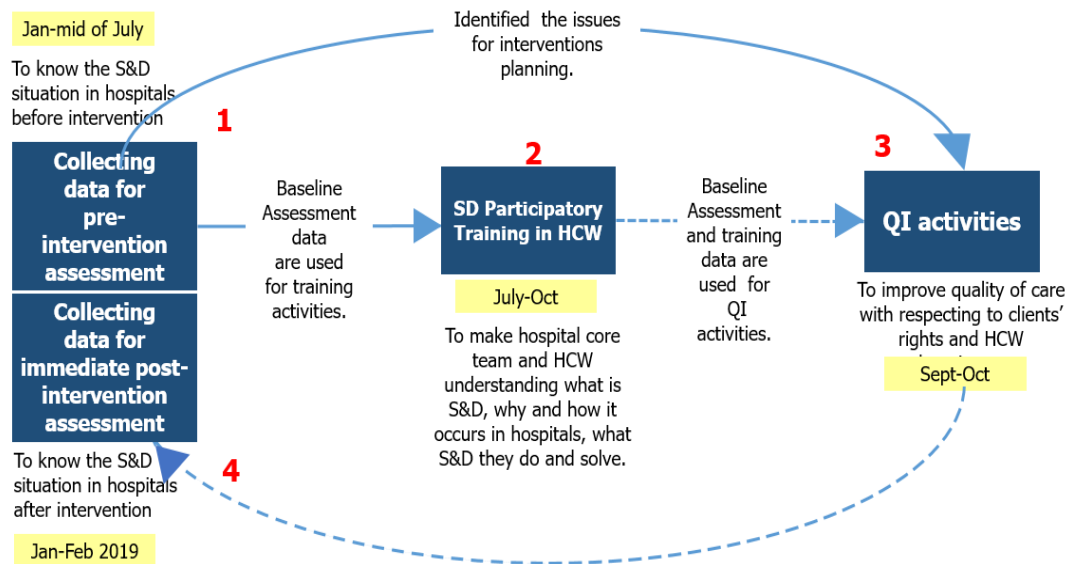 Jan-mid of July
To know the S&D
situation in hospitals
before intervention
1
Identified the issues
for interventions
planning.
Collecting
data for
pre-
intervention
assessment
Baseline
Assessment
data
are used
for training
activities.
2
SD Participatory
Training in HCW
July-Oct
To make hospital core
team and HCW
understanding what is
S&D, why and how it
occurs in hospitals, what
S&D they do and solve.
Baseline
Assessment
and training
data are
used for
QI
activities.
3
QI activities
To improve quality of care
with respecting to clients’
rights and HCW
Sept-Oct
Collecting
data for
immediate post-
intervention
assessment
4
To know the S&D
situation in hospitals
after intervention
Jan-Feb 2019